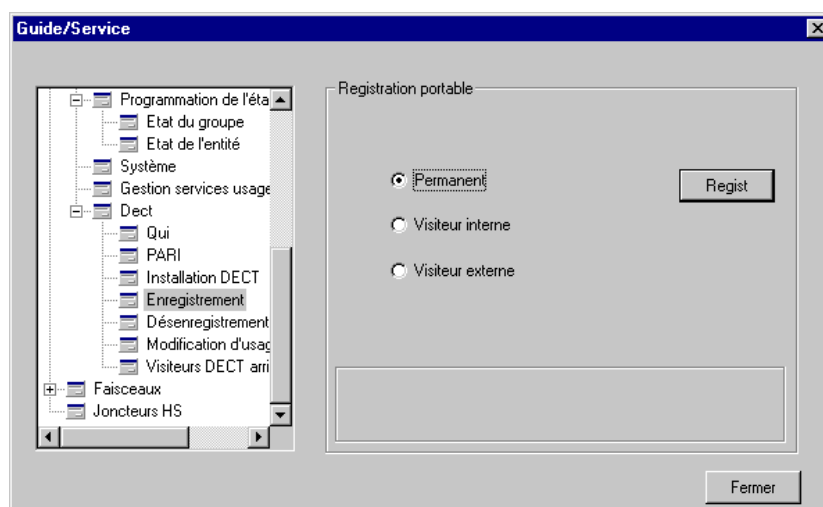 Guide/Service
Programmation de l'éta
Etat du groupe
Etat de l'entité
Système
Gestion services usage
Dect
Qui
PARI
Installation DECT
Enregistrement
Désenregistrement
Modification d'usag
Visiteurs DECT arri
Faisceaux
Joncteurs HS
Registration portable
Permanent
Regist
Visiteur interne
Visiteur externe
Fermer